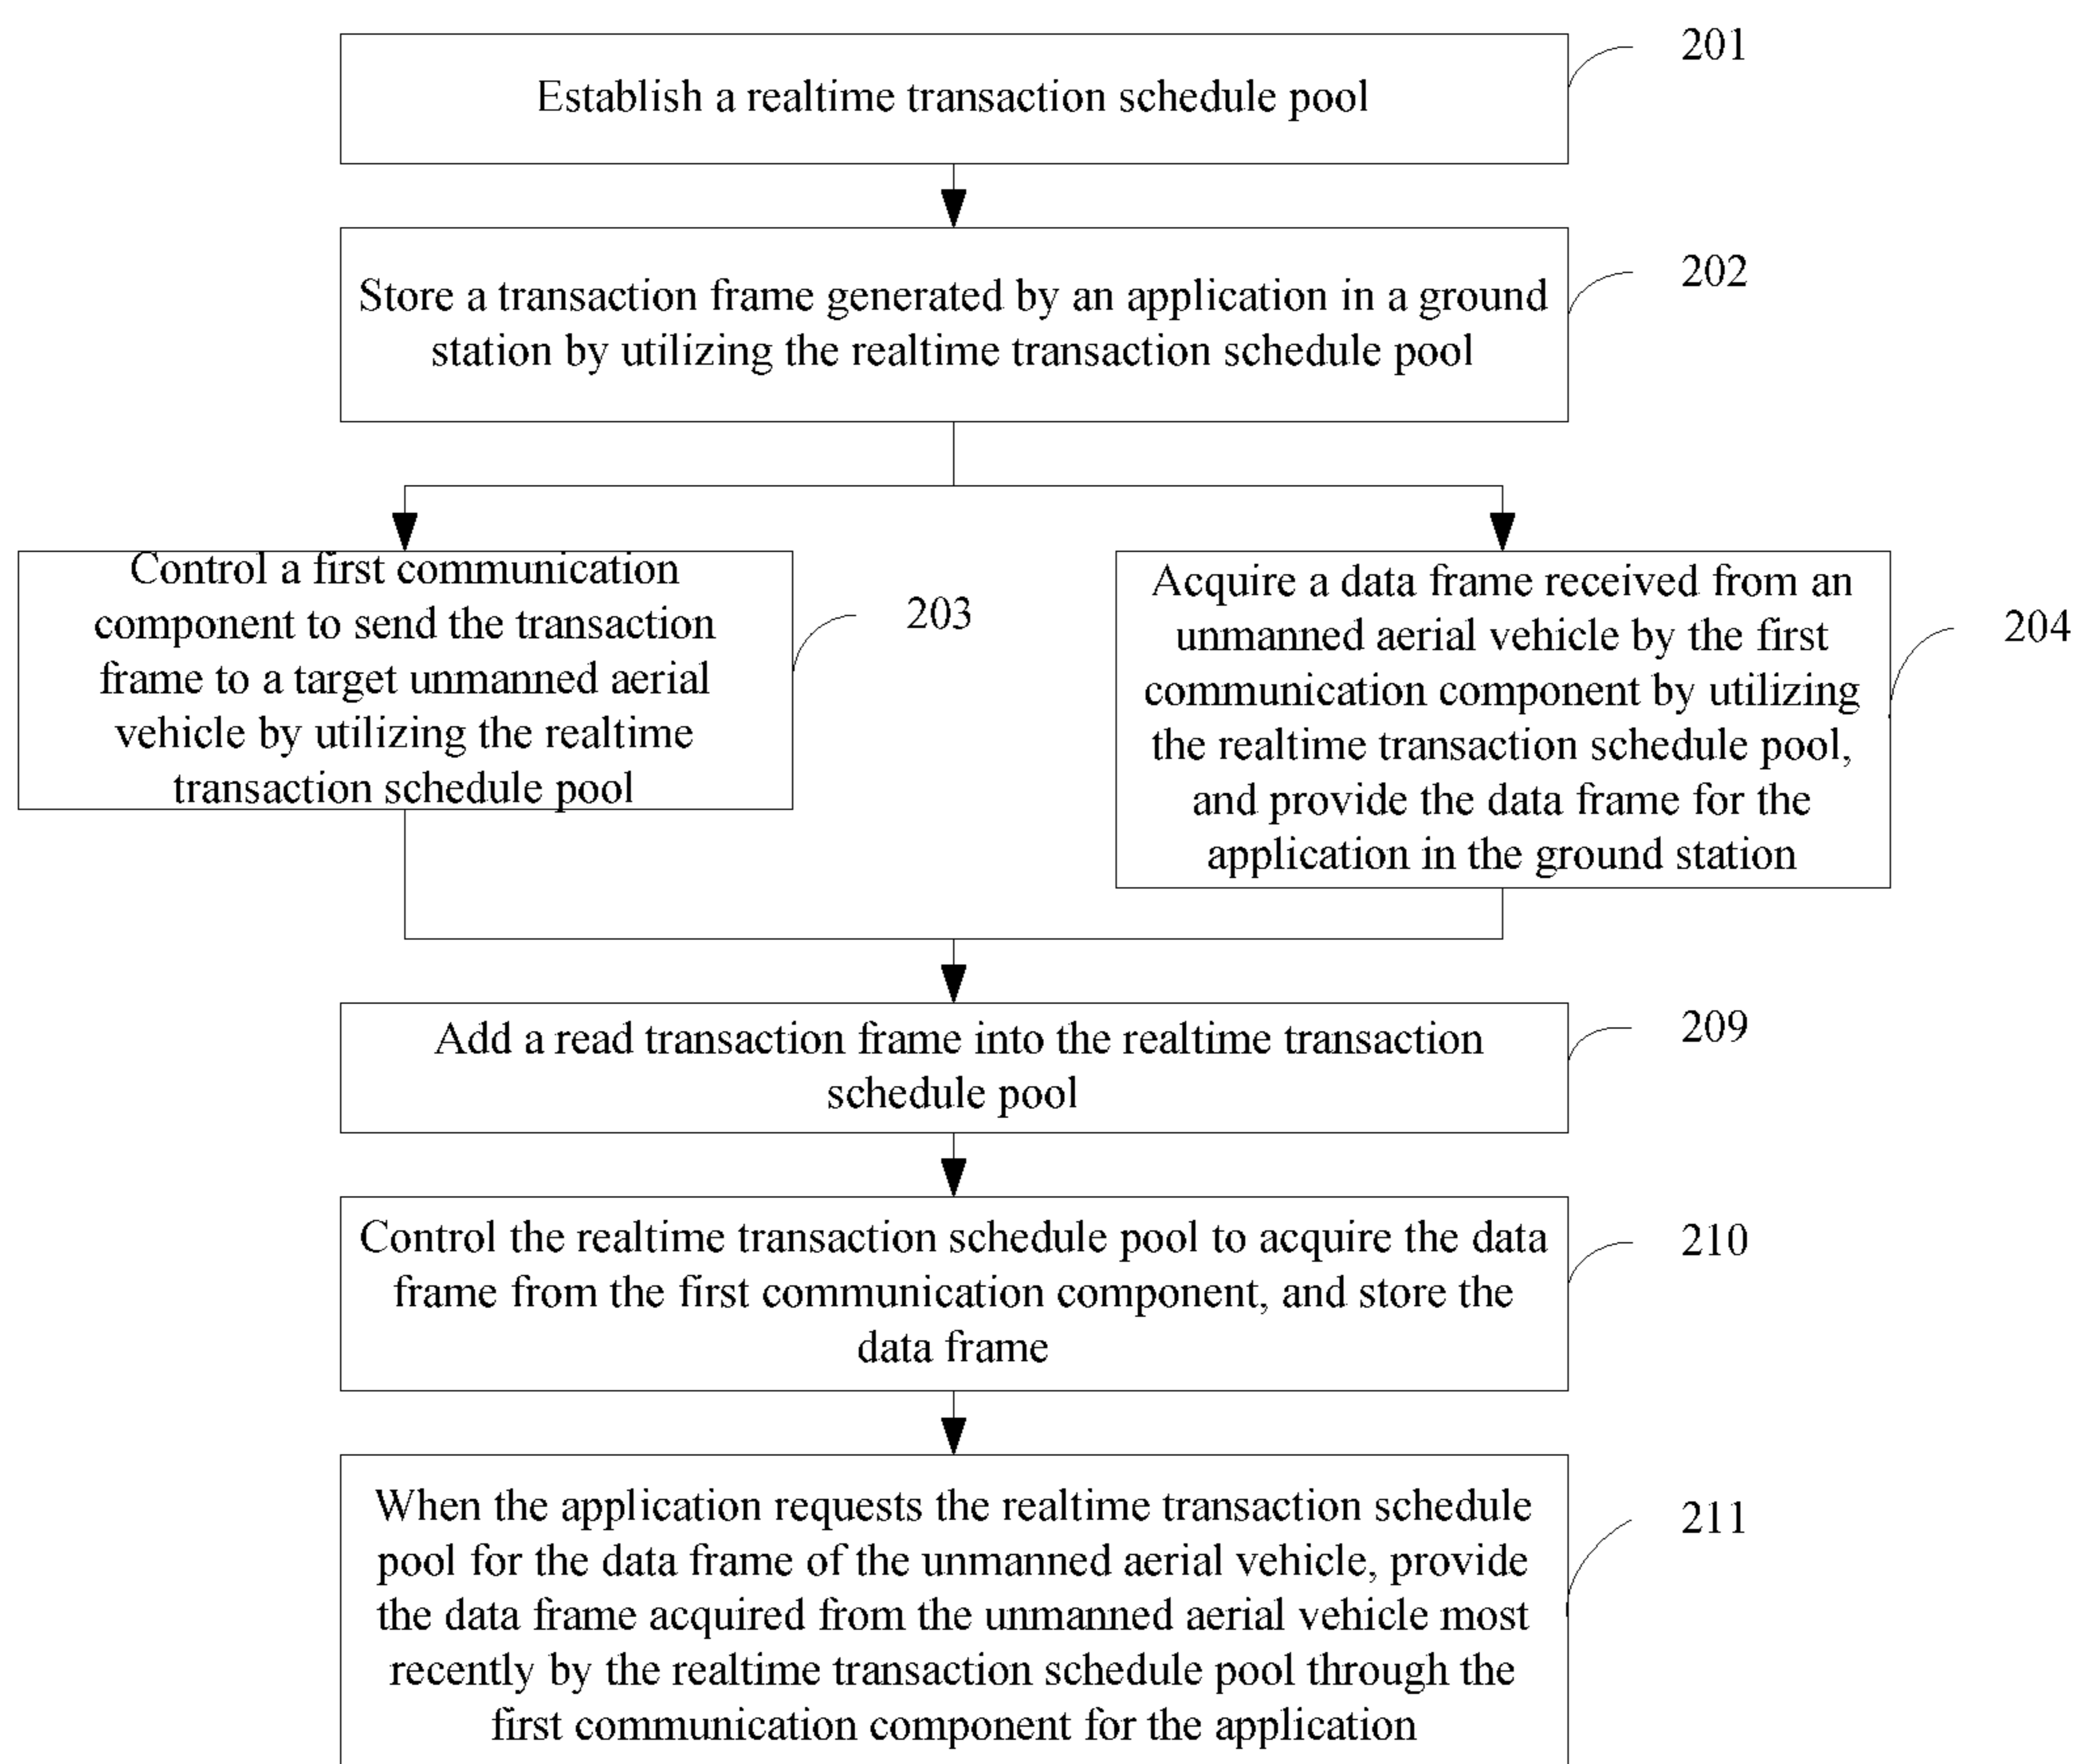 Establish a realtime transaction schedule pool
201
Store a transaction frame generated by an application in a ground
station by utilizing the realtime transaction schedule pool
202
Control a first communication
component to send the transaction
frame to a target unmanned aerial
vehicle by utilizing the realtime
transaction schedule pool
203
Acquire a data frame received from an
unmanned aerial vehicle by the first
communication component by utilizing
the realtime transaction schedule pool,
and provide the data frame for the
application in the ground station
204
Add a read transaction frame into the realtime transaction
schedule pool
209
Control the realtime transaction schedule pool to acquire the data
frame from the first communication component, and store the
data frame
210
When the application requests the realtime transaction schedule
pool for the data frame of the unmanned aerial vehicle, provide
the data frame acquired from the unmanned aerial vehicle most
recently by the realtime transaction schedule pool through the
first communication component for the application
211